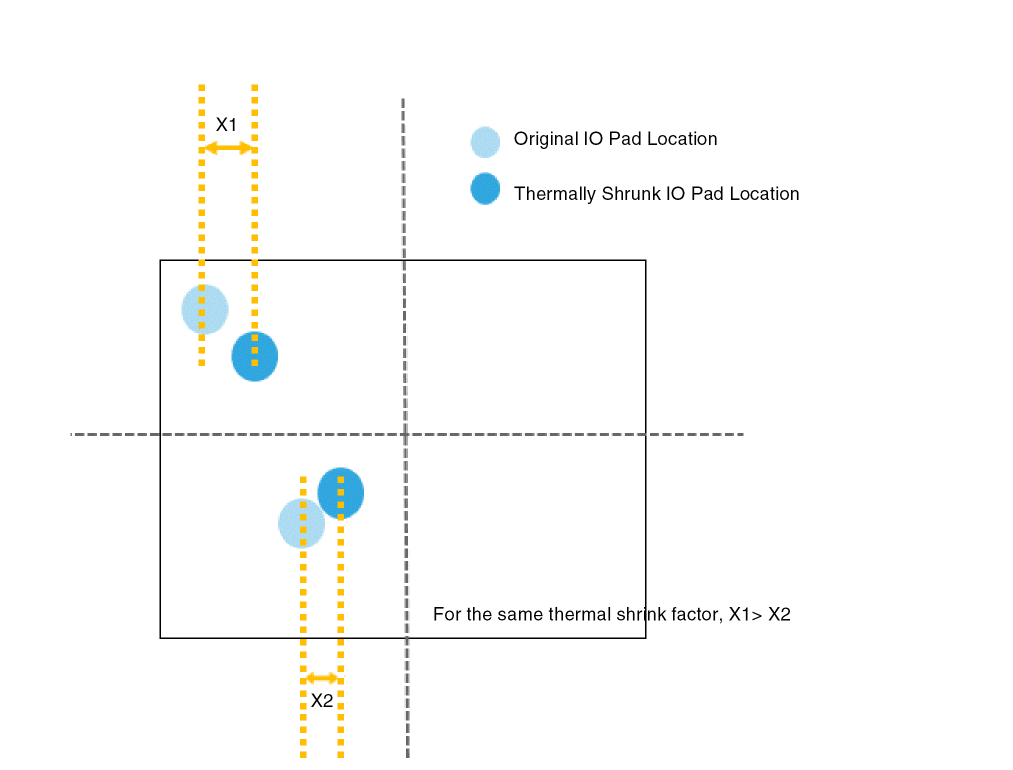 X1
Original IO Pad Location
Thermally Shrunk IO Pad Location
For the same thermal shrink factor, X1> X2
X2